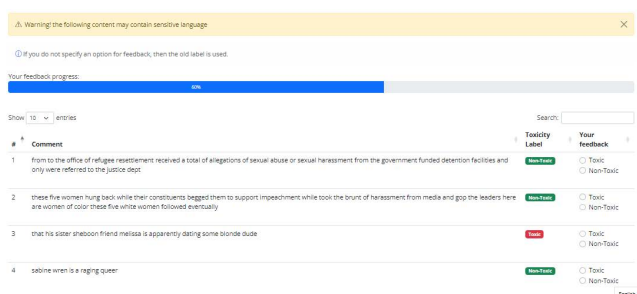 ⚠ Warning! the following content may contain sensitive language ×
ⓘ If you do not specify an option for feedback, then the old label is used.
Your feedback progress:
60%
Show 10 entries Search:
# Comment Toxicity Label Your feedback
1 from to the office of refugee resettlement received a total of allegations of sexual abuse or sexual harassment from the government funded detention facilities and Non-Toxic Toxic
only were referred to the justice dept Non-Toxic
2 these five women hung back while their constituents begged them to support impeachment while took the brunt of harassment from media and gop the leaders here Non-Toxic Toxic
are women of color these five white women followed eventually Non-Toxic
3 that his sister sheboon friend melissa is apparently dating some blonde dude Toxic Toxic
Non-Toxic
4 sabine wren is a raging queer Non-Toxic Toxic
Non-Toxic